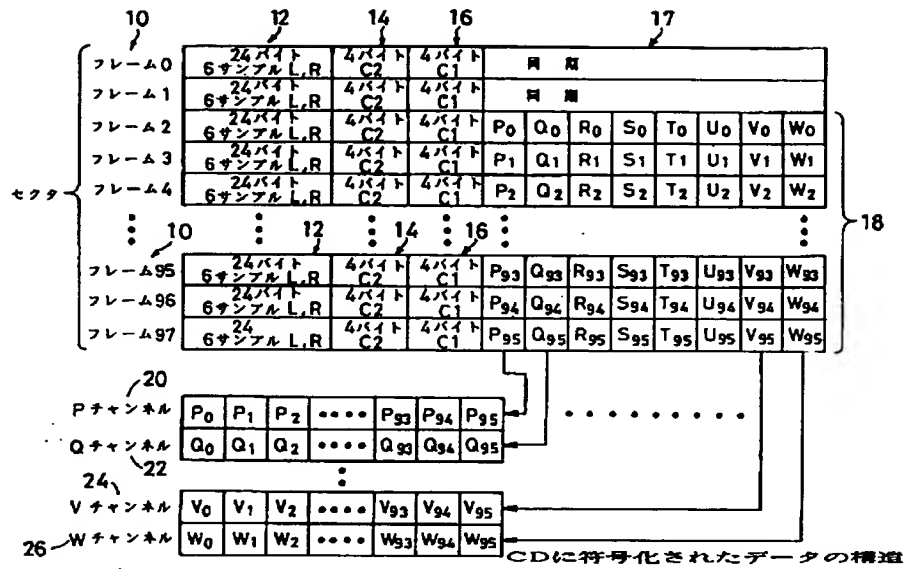 10 12 14 16 17
フレーム0 24バイト 6サンプル L,R 4バイト C2 4バイト C1 同期
フレーム1 24バイト 6サンプル L,R 4バイト C2 4バイト C1 同期
フレーム2 24バイト 6サンプル L,R 4バイト C2 4バイト C1 P0 Q0 R0 S0 T0 U0 V0 W0
フレーム3 24バイト 6サンプル L,R 4バイト C2 4バイト C1 P1 Q1 R1 S1 T1 U1 V1 W1
セクタ フレーム4 24バイト 6サンプル L,R 4バイト C2 4バイト C1 P2 Q2 R2 S2 T2 U2 V2 W2
18
10 12 14 16
フレーム95 24バイト 6サンプル L,R 4バイト C2 4バイト C1 P93 Q93 R93 S93 T93 U93 V93 W93
フレーム96 24バイト 6サンプル L,R 4バイト C2 4バイト C1 P94 Q94 R94 S94 T94 U94 V94 W94
フレーム97 24 6サンプル L,R 4バイト C2 4バイト C1 P95 Q95 R95 S95 T95 U95 V95 W95
20
Pチャンネル P0 P1 P2 •••• P93 P94 P95
Qチャンネル Q0 Q1 Q2 •••• Q93 Q94 Q95
22
24
Vチャンネル V0 V1 V2 •••• V93 V94 V95
26 Wチャンネル W0 W1 W2 •••• W93 W94 W95
CDに符号化されたデータの構造